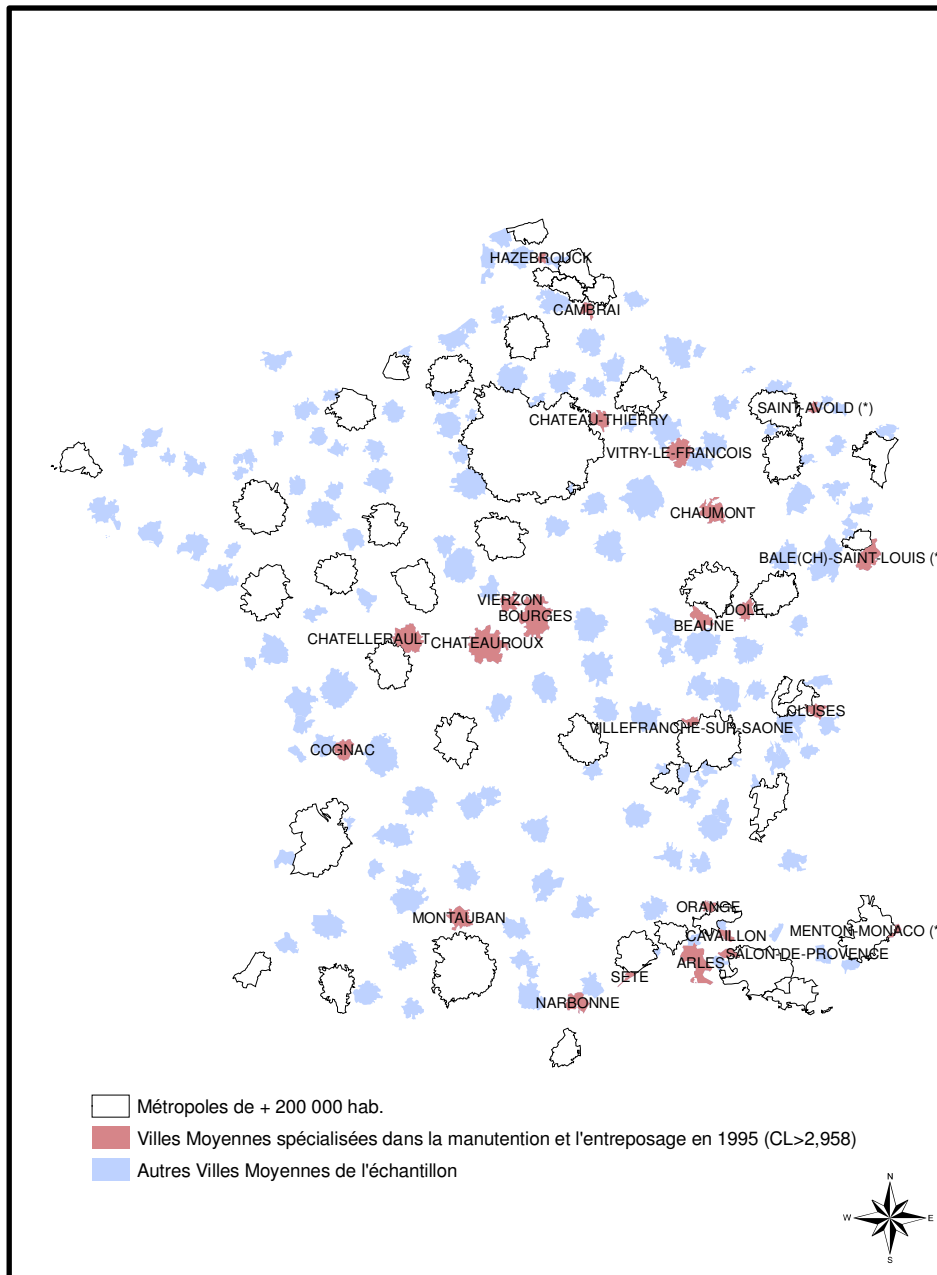 HAZEBROUCK
CAMBRAI
SAINT-AVOLD (*)
CHATEAU-THIERRY
VITRY-LE-FRANCOIS
CHAUMONT
BALE(CH)-SAINT-LOUIS (*
VIERZON
BOURGES
DOLE
BEAUNE
CHATELLERAULT
CHATEAUROUX
CLUSES
VILLEFRANCHE-SUR-SAONE
COGNAC
ORANGE
MONTAUBAN
CAVAILLON
MENTON-MONACO (*
SALON-DE-PROVENCE
ARLES
SETE
NARBONNE
Métropoles de + 200 000 hab.
Villes Moyennes spécialisées dans la manutention et l'entreposage en 1995 (CL>2,958)
Autres Villes Moyennes de l'échantillon
N
W
E
S